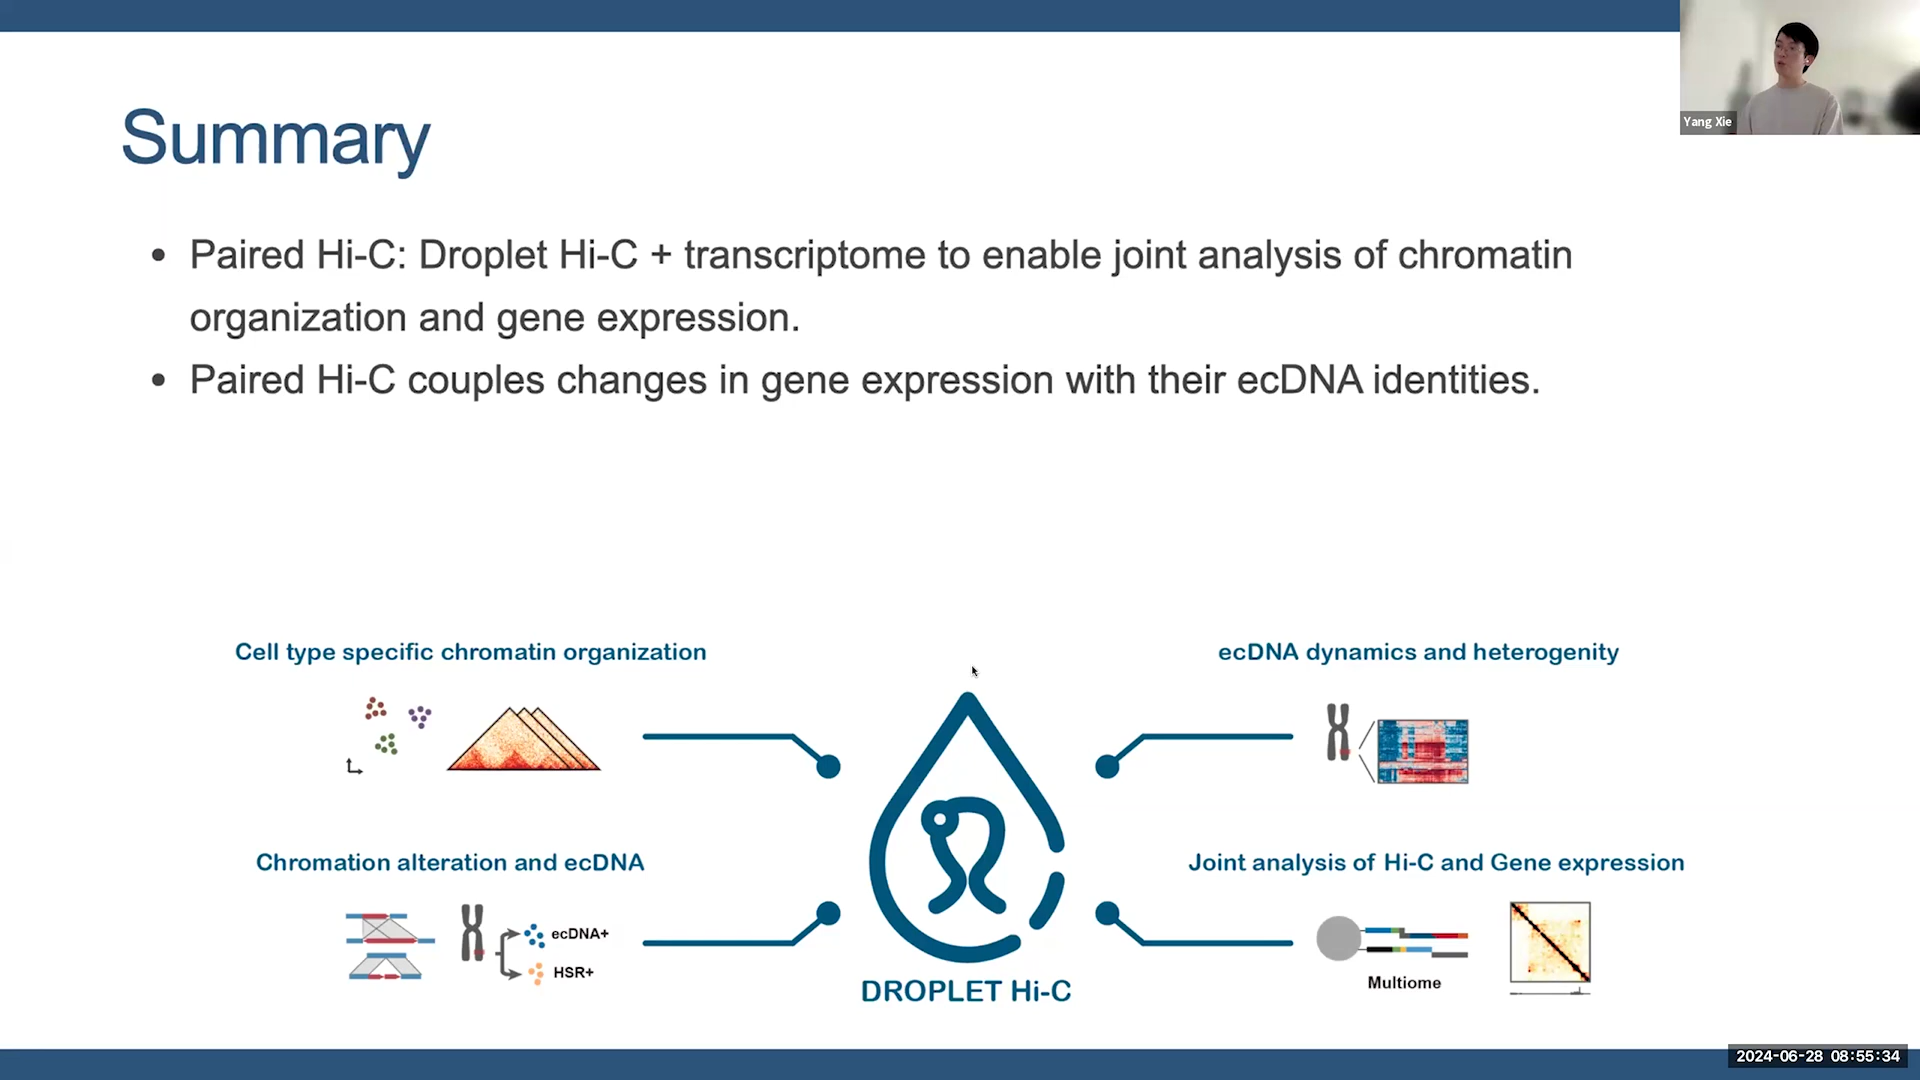 Yang Xie
Summary
• Paired Hi-C: Droplet Hi-C + transcriptome to enable joint analysis of chromatin
organization and gene expression.
• Paired Hi-C couples changes in gene expression with their ecDNA identities.
Cell type specific chromatin organization
ecDNA dynamics and heterogenity
Chromation alteration and ecDNA
ecDNA+
HSR+
Joint analysis of Hi-C and Gene expression
Multiome
DROPLET Hi-C
2024-06-28 08:55:34